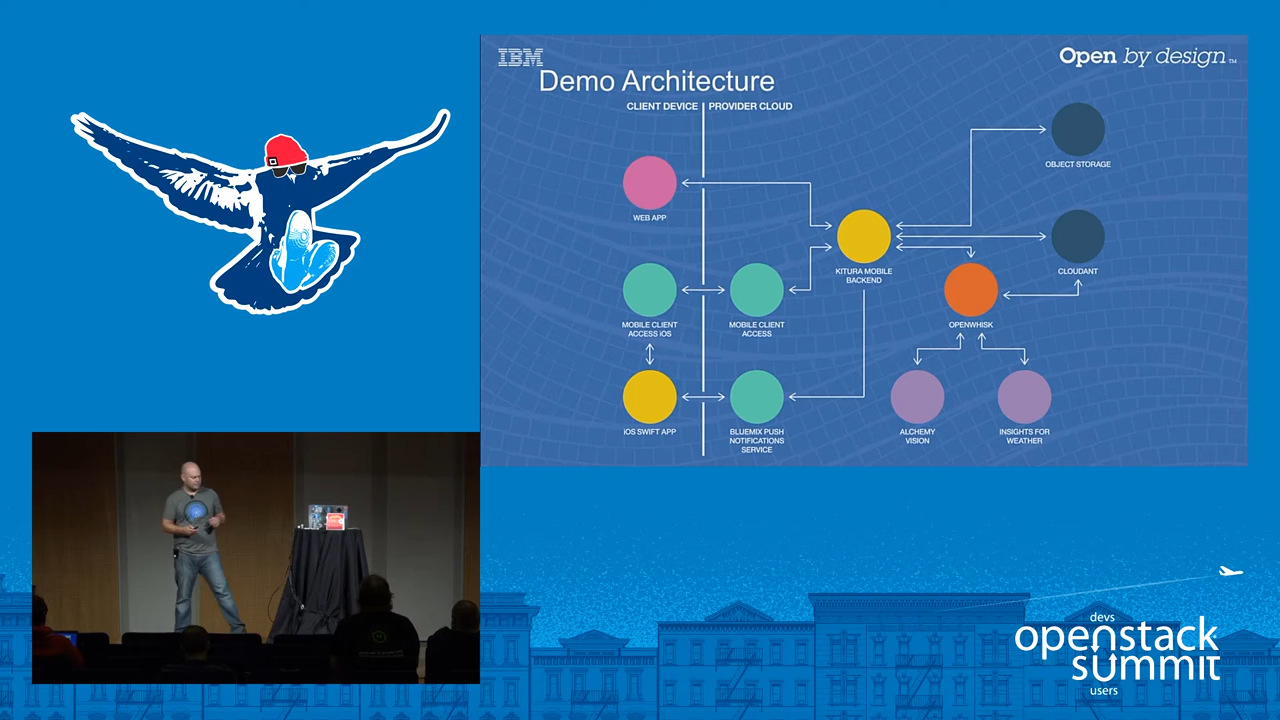 IBM
Open by design™
Demo Architecture
CLIENT DEVICE
PROVIDER CLOUD
OBJECT STORAGE
WEB APP
KITURA MOBILE
BACKEND
CLOUDANT
MOBILE CLIENT
ACCESS iOS
MOBILE CLIENT
ACCESS
OPENWHISK
iOS SWIFT APP
BLUEMIX PUSH
NOTIFICATIONS
SERVICE
ALCHEMY
VISION
INSIGHTS FOR
WEATHER
devs
openstack
summit
users